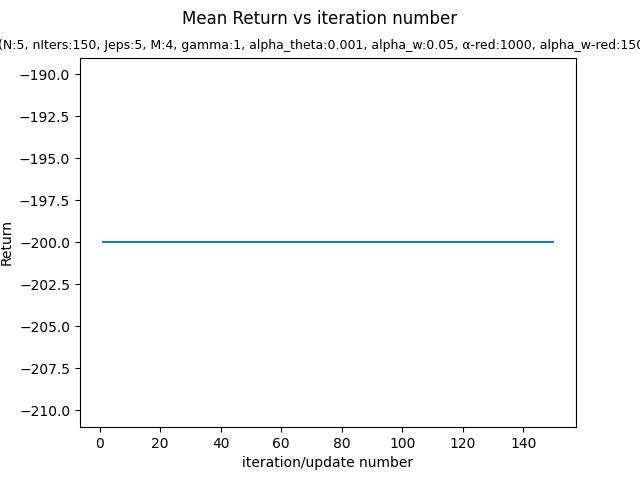 Mean Return vs iteration number
(N:5, nIters:150, Jeps:5, M:4, gamma:1, alpha_theta:0.001, alpha_w:0.05, α-red:1000, alpha_w-red:150
−190.0
−192.5
−195.0
−197.5
−200.0
−202.5
−205.0
−207.5
−210.0
Return
0 20 40 60 80 100 120 140
iteration/update number